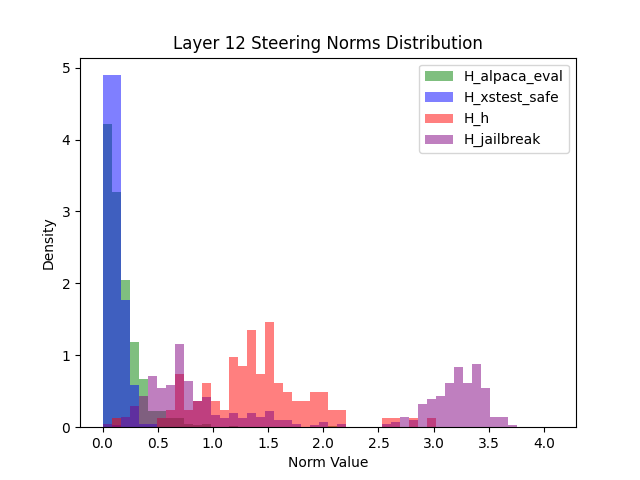 Layer 12 Steering Norms Distribution
H_alpaca_eval
H_xstest_safe
H_h
H_jailbreak
Density
5
4
3
2
1
0
0.0 0.5 1.0 1.5 2.0 2.5 3.0 3.5 4.0
Norm Value